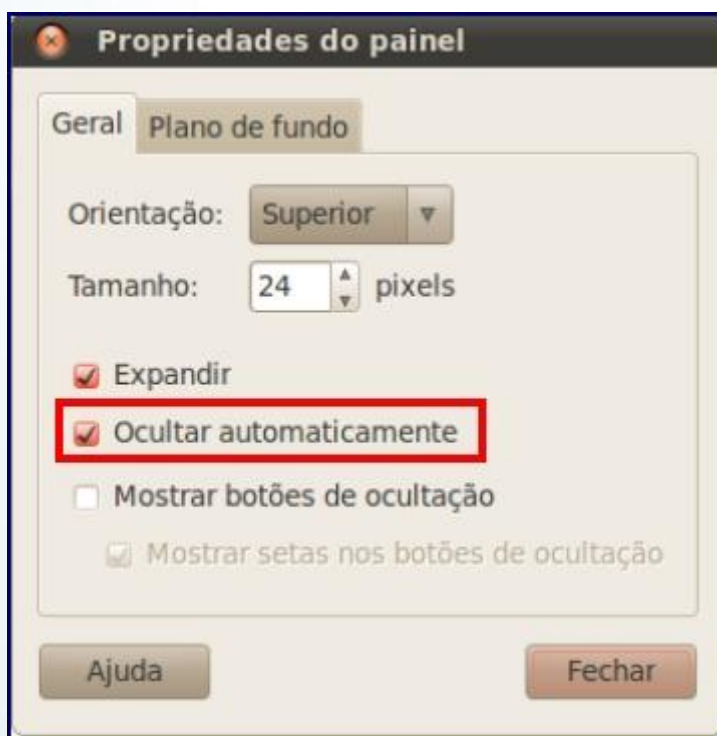 Propriedades do painel
Geral Plano de fundo
Orientação: Superior
Tamanho: 24 pixels
Expandir
Ocultar automaticamente
Mostrar botões de ocultação
Mostrar setas nos botões de ocultação
Ajuda Fechar